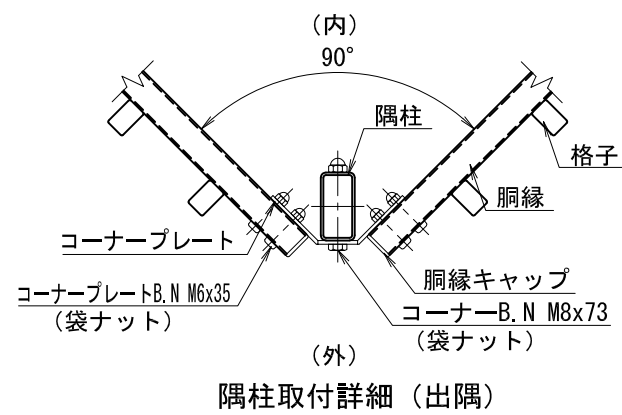 （内）
90°
隅柱
格子
胴縁
コーナープレート
胴縁キャップ
コーナープレートB.N M6x35
（袋ナット）
コーナーB.N M8x73
（袋ナット）
（外）
隅柱取付詳細（出隅）